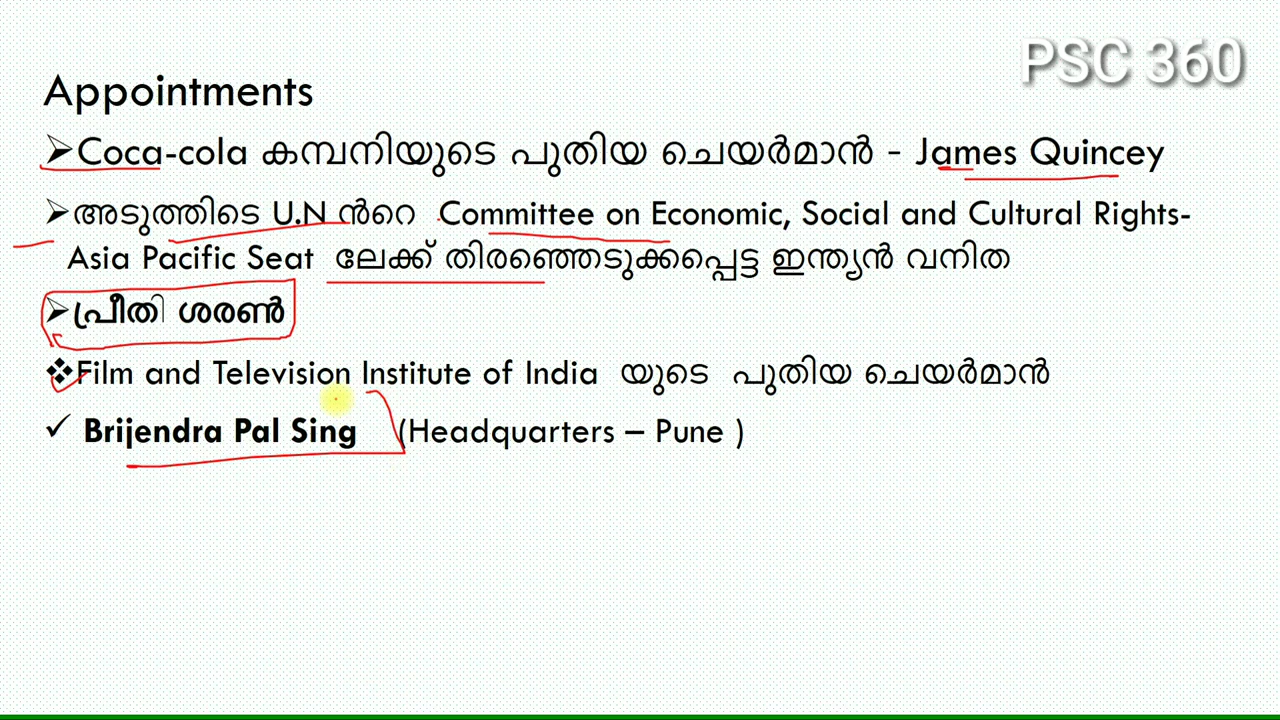 PSC 360
Appointments
➤Coca-cola കമ്പനിയുടെ പുതിയ ചെയർമാൻ - James Quincey
➤അടുത്തിടെ U.N ൻറെ Committee on Economic, Social and Cultural Rights-
Asia Pacific Seat ലേക്ക് തിരഞ്ഞെടുക്കപ്പെട്ട ഇന്ത്യൻ വനിത
➤പ്രീതി ശരൺ
❖Film and Television Institute of India യുടെ പുതിയ ചെയർമാൻ
✓ Brijendra Pal Sing (Headquarters – Pune )